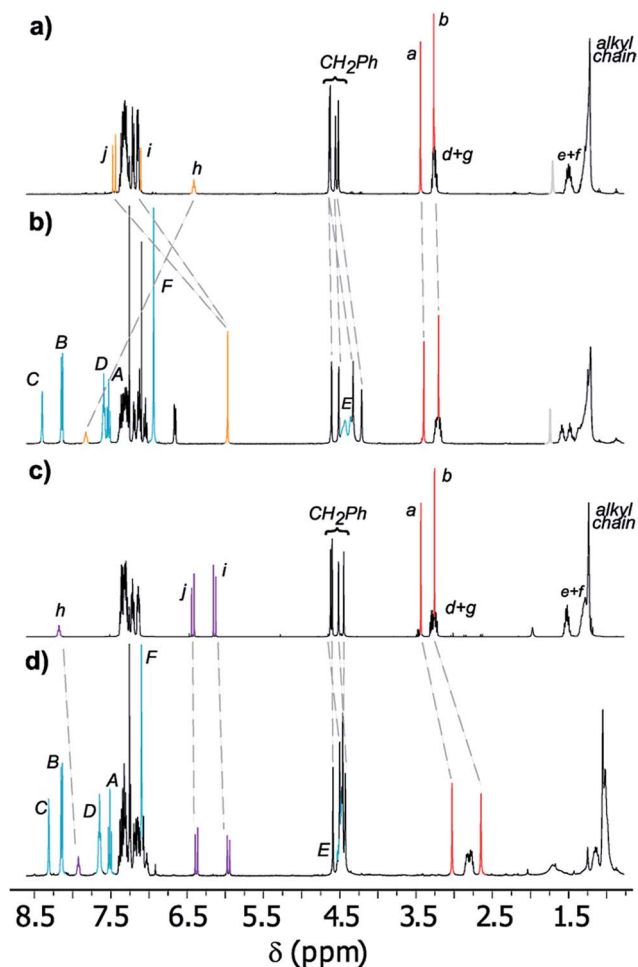 a)
CH2Ph
a
b
alkyl
chain
j
i
h
d+g
e+f
b)
F
C
B
D
A
E
c)
CH2Ph
a
b
alkyl
chain
h
j
i
d+g
e+f
d)
F
C
B
D
A
E
8.5 7.5 6.5 5.5 4.5 3.5 2.5 1.5
δ (ppm)